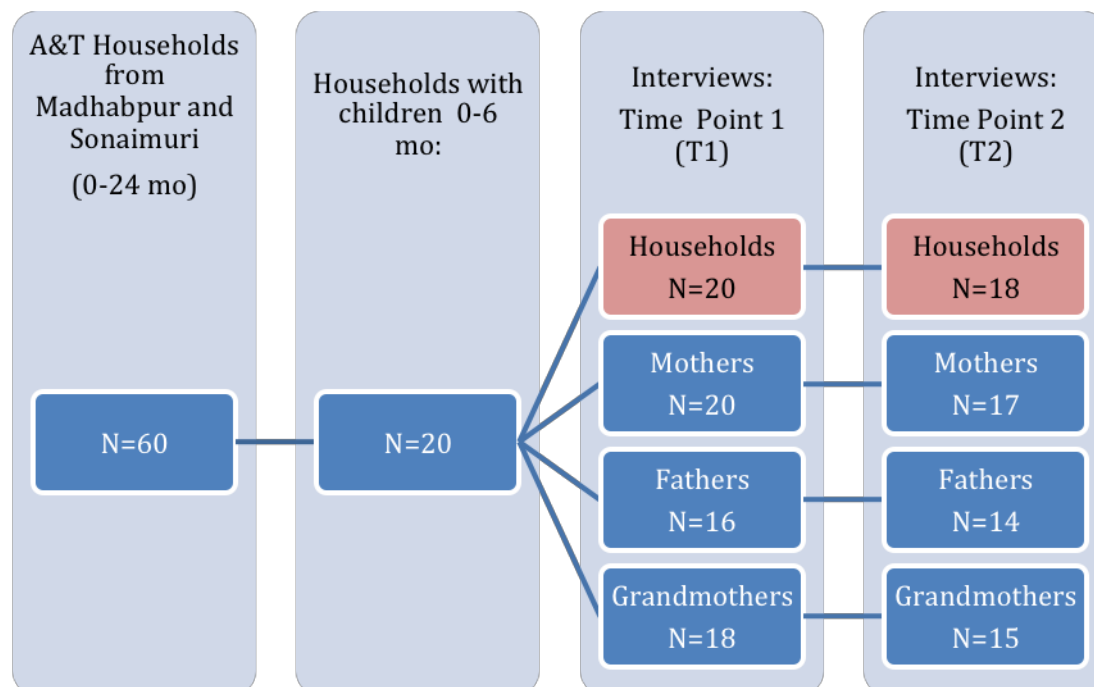 A&T Households
from
Madhabpur and
Sonaimuri
(0-24 mo)
N=60
Households with
children 0-6
mo:
N=20
Interviews:
Time Point 1
(T1)
Households
N=20
Mothers
N=20
Fathers
N=16
Grandmothers
N=18
Interviews:
Time Point 2
(T2)
Households
N=18
Mothers
N=17
Fathers
N=14
Grandmothers
N=15